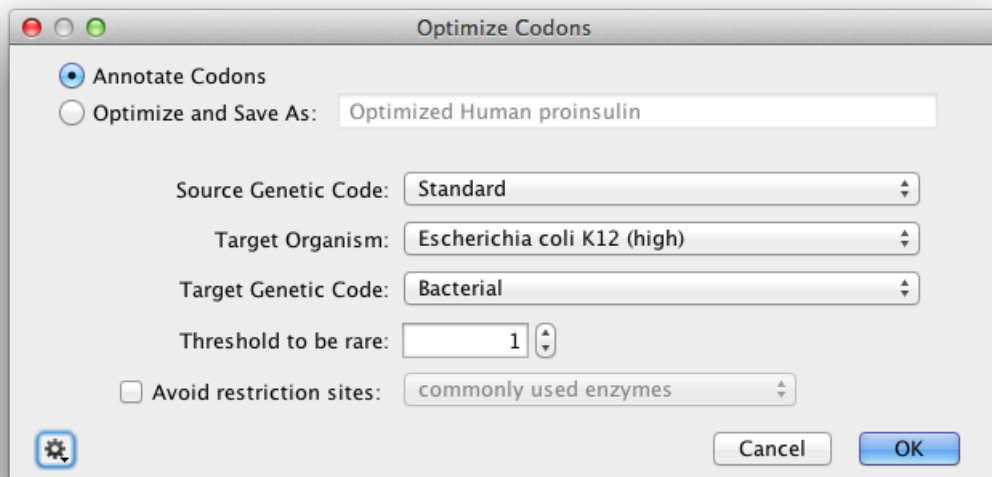 Optimize Codons
Annotate Codons
Optimize and Save As: Optimized Human proinsulin
Source Genetic Code: Standard
Target Organism: Escherichia coli K12 (high)
Target Genetic Code: Bacterial
Threshold to be rare: 1
Avoid restriction sites: commonly used enzymes
Cancel OK